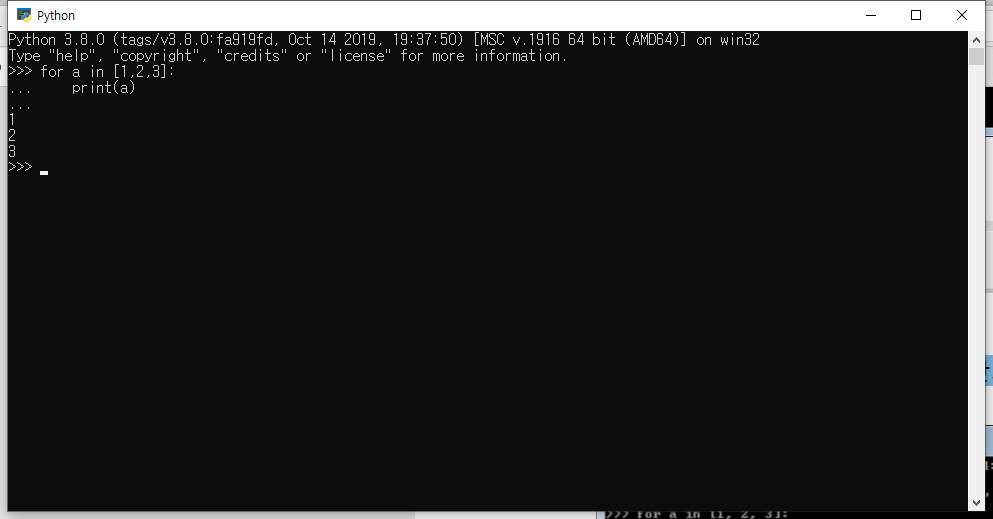 Python
Python 3.8.0 (tags/v3.8.0:fa919fd, Oct 14 2019, 19:37:50) [MSC v.1916 64 bit (AMD64)] on win32
Type "help", "copyright", "credits" or "license" for more information.
>>> for a in [1,2,3]:
...     print(a)
...
1
2
3
>>>
>>> for a in [1, 2, 3]: